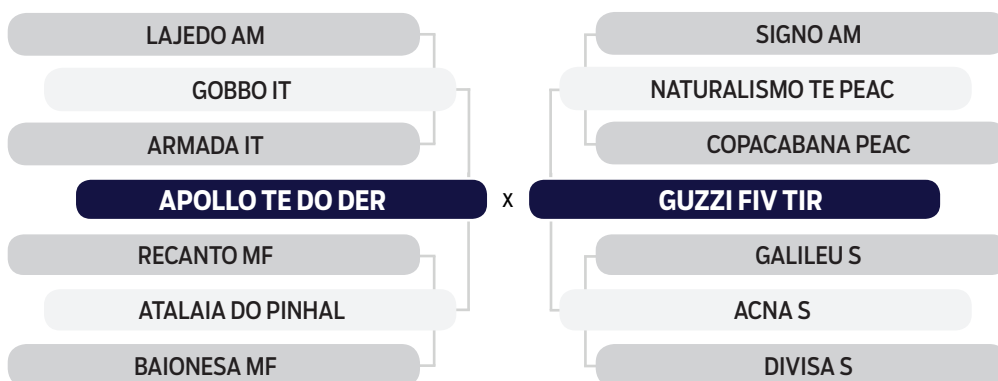 LAJEDO AM
GOBBO IT
ARMADA IT
APOLLO TE DO DER
RECANTO MF
ATALAIA DO PINHAL
BAIONESA MF
x
SIGNO AM
NATURALISMO TE PEAC
COPACABANA PEAC
GUZZI FIV TIR
GALILEU S
ACNA S
DIVISA S